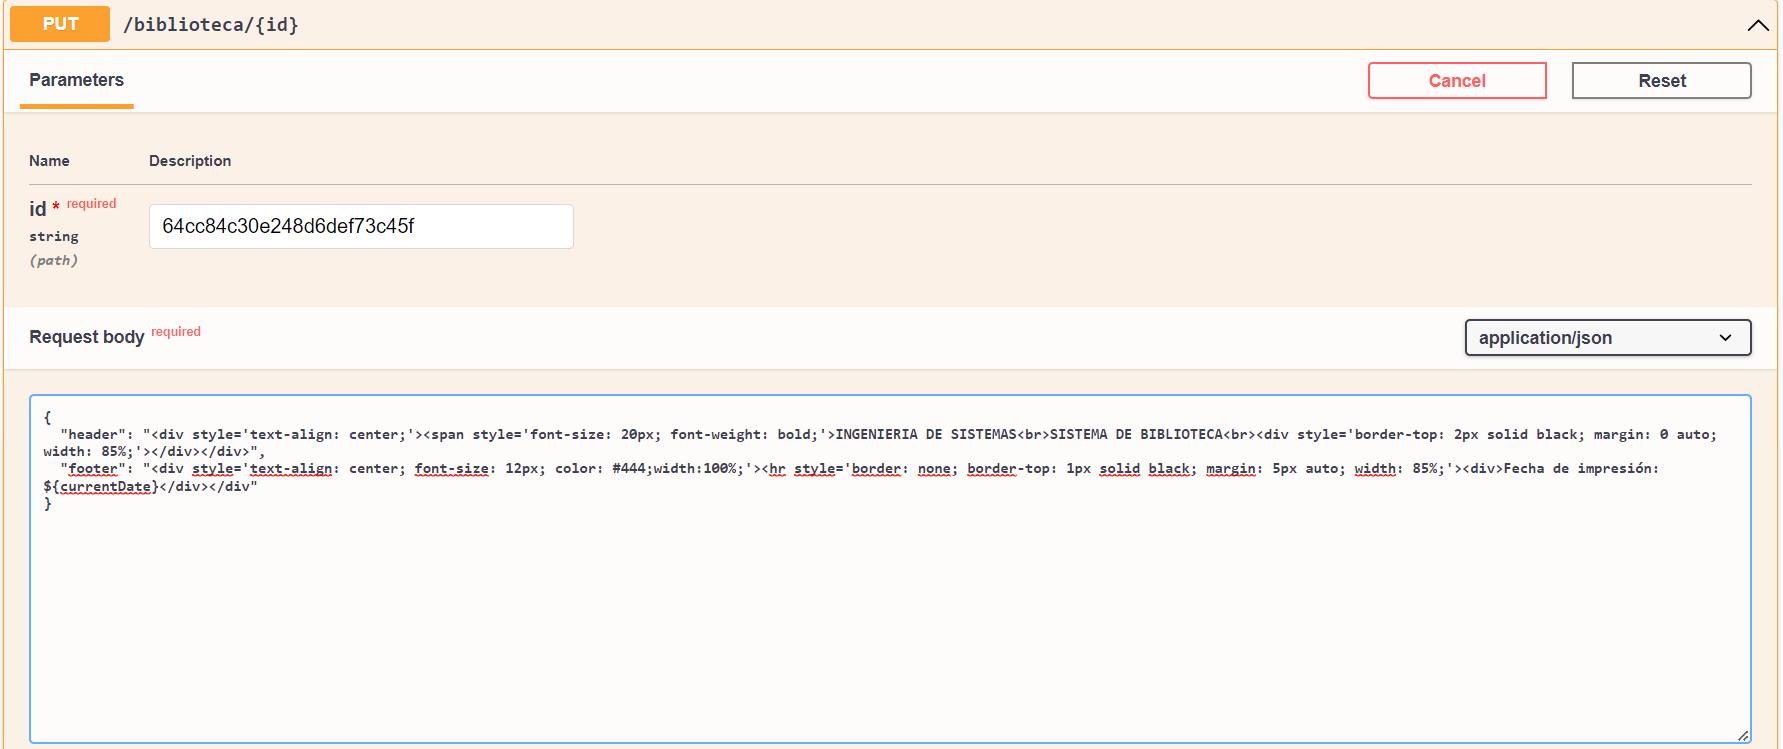 PUT /biblioteca/{id}
Parameters
Cancel
Reset
Name Description
id * required
string
(path)
64cc84c30e248d6def73c45f
Request body required
application/json
{
  "header": "<div style='text-align: center;'><span style='font-size: 20px; font-weight: bold;'>INGENIERIA DE SISTEMAS<br>SISTEMA DE BIBLIOTECA<br><div style='border-top: 2px solid black; margin: 0 auto;
width: 85%;'></div></div>",
  "footer": "<div style='text-align: center; font-size: 12px; color: #444;width:100%;'><hr style='border: none; border-top: 1px solid black; margin: 5px auto; width: 85%;'><div>Fecha de impresión:
${currentDate}</div></div"
}